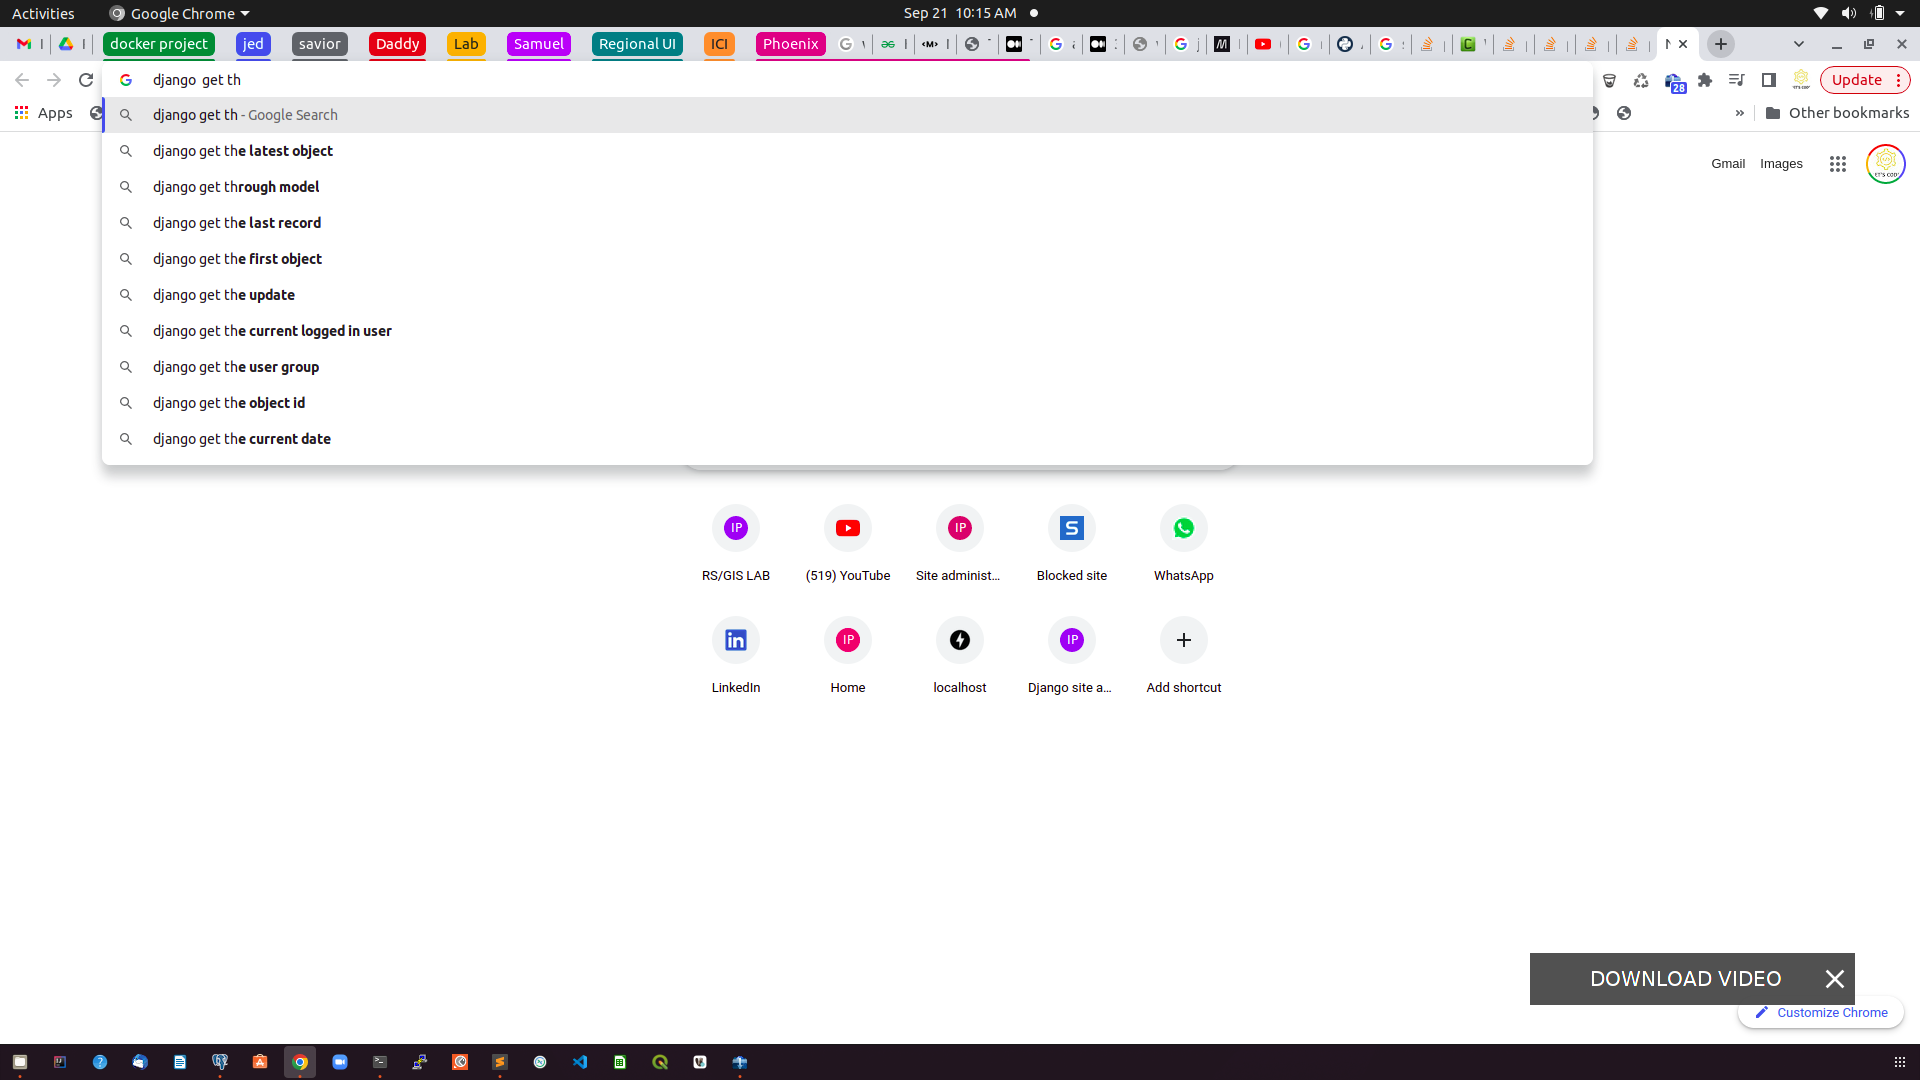 Activities
Google Chrome
Sep 21 10:15 AM
docker project
jed
savior
Daddy
Lab
Samuel
Regional UI
ICI
Phoenix
django get th
28
Update
Apps
»
Other bookmarks
django get th - Google Search
django get the latest object
django get through model
django get the last record
django get the first object
django get the update
django get the current logged in user
django get the user group
django get the object id
django get the current date
Gmail
Images
IP
IP
RS/GIS LAB
(519) YouTube
Site administ...
Blocked site
WhatsApp
IP
IP
LinkedIn
Home
localhost
Django site a...
Add shortcut
DOWNLOAD VIDEO
Customize Chrome